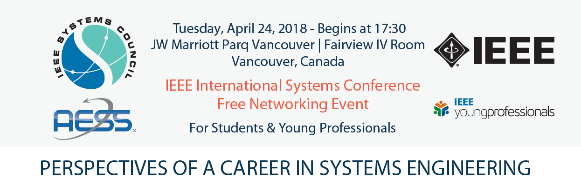 IEEE SYSTEMS COUNCIL
AESS
Tuesday, April 24, 2018 - Begins at 17:30
JW Marriott Parq Vancouver | Fairview IV Room
Vancouver, Canada
IEEE International Systems Conference
Free Networking Event
For Students & Young Professionals
IEEE
IEEE
youngprofessionals
PERSPECTIVES OF A CAREER IN SYSTEMS ENGINEERING